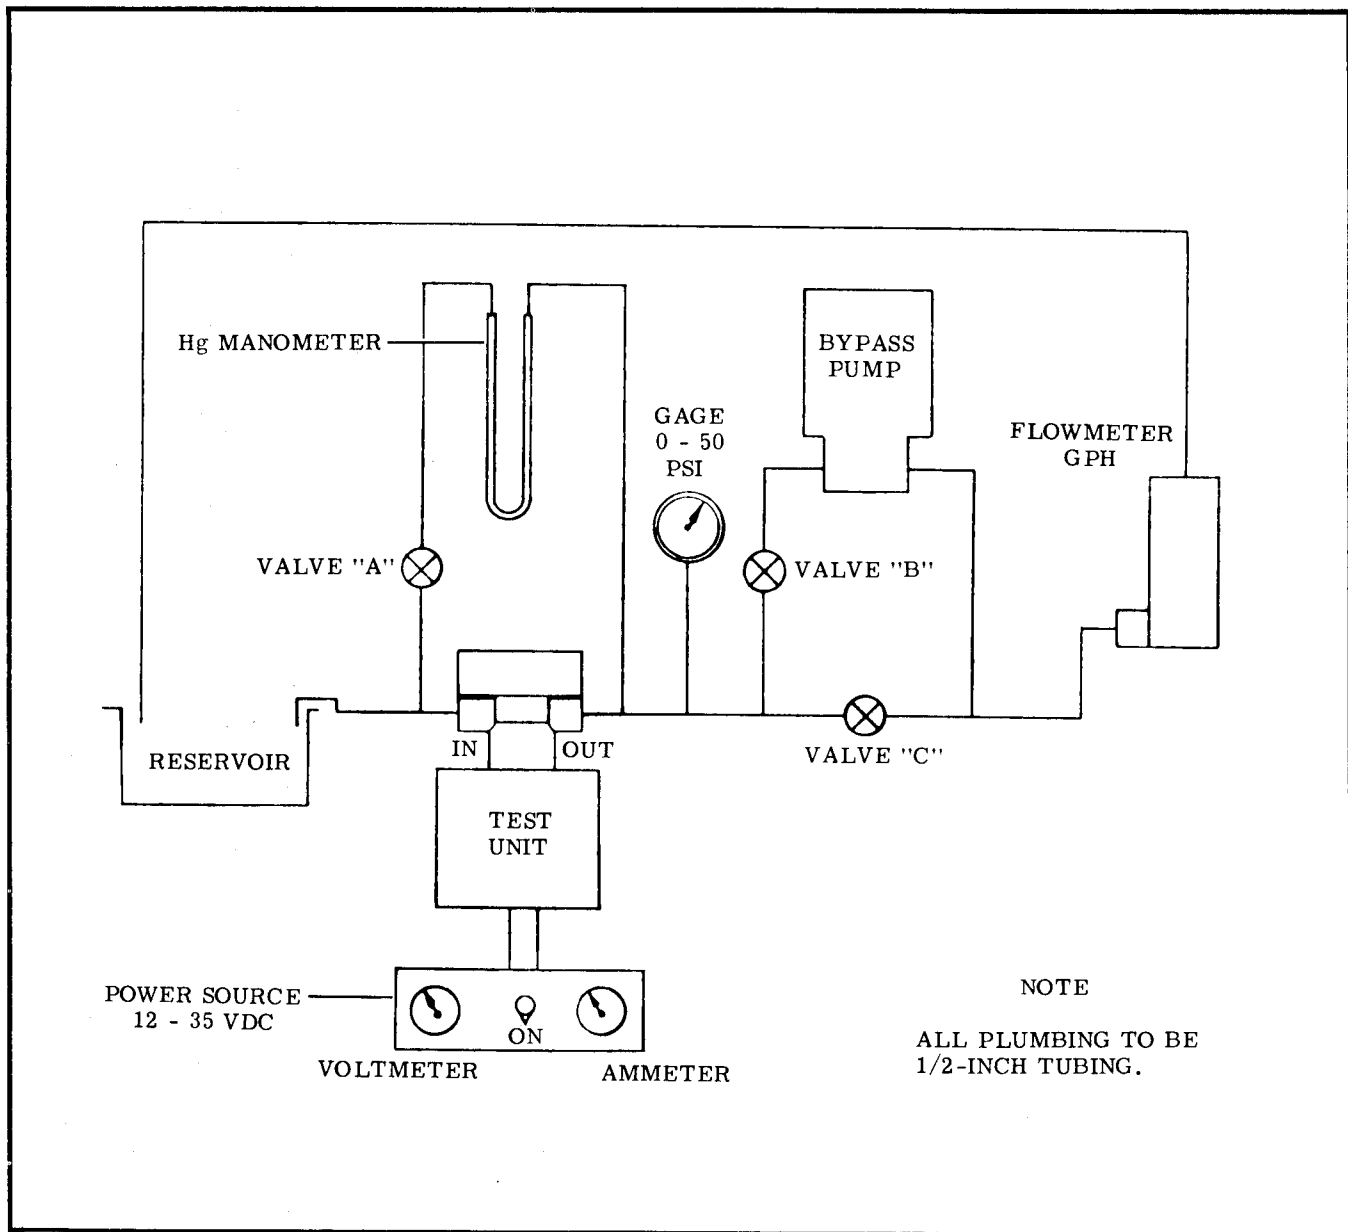 Hg MANOMETER
BYPASS
PUMP
GAGE
0 - 50
PSI
FLOWMETER
GPH
VALVE "A"
VALVE "B"
IN
OUT
VALVE "C"
RESERVOIR
TEST
UNIT
POWER SOURCE
12 - 35 VDC
ON
VOLTMETER
AMMETER
NOTE
ALL PLUMBING TO BE
1/2-INCH TUBING.